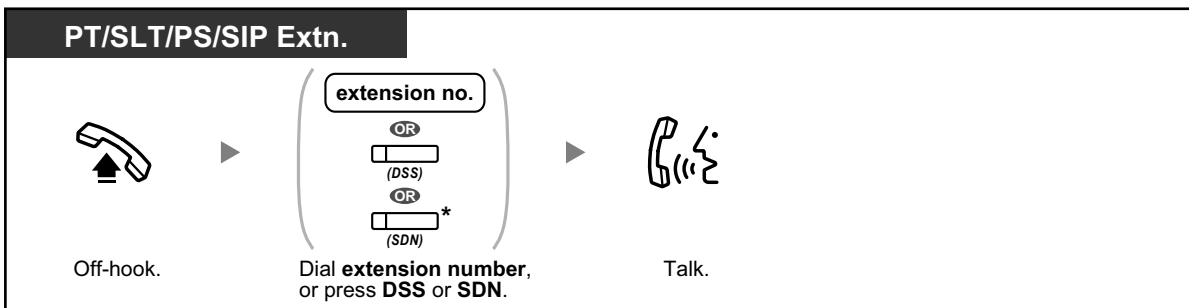 PT/SLT/PS/SIP Extn.
extension no.
OR
(DSS)
OR
*
(SDN)
Off-hook.
Dial extension number,
or press DSS or SDN.
Talk.